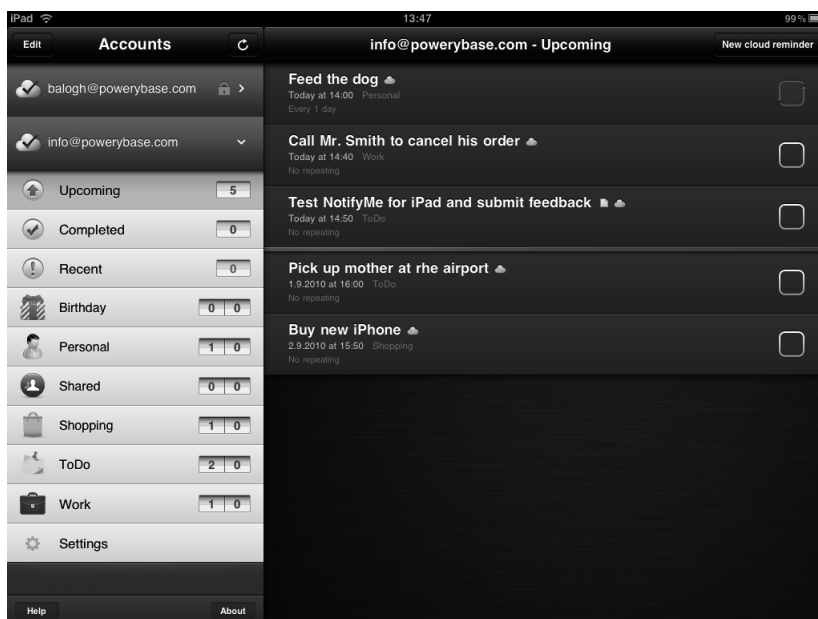 iPad 13:47 99 %
Edit Accounts
info@powerybase.com - Upcoming New cloud reminder
balogh@powerybase.com
info@powerybase.com
Upcoming 5
Completed 0
Recent 0
Birthday 0 0
Personal 1 0
Shared 0 0
Shopping 1 0
ToDo 2 0
Work 1 0
Settings
Help About
Feed the dog
Today at 14:00 Personal
Every 1 day
Call Mr. Smith to cancel his order
Today at 14:40 Work
No repeating
Test NotifyMe for iPad and submit feedback
Today at 14:50 ToDo
No repeating
Pick up mother at rhe airport
1.9.2010 at 16:00 ToDo
No repeating
Buy new iPhone
2.9.2010 at 15:50 Shopping
No repeating